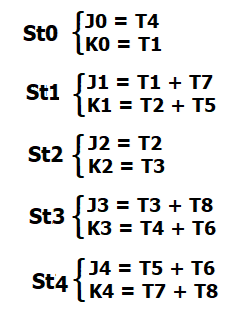 St0 { J0 = T4
K0 = T1
St1 { J1 = T1 + T7
K1 = T2 + T5
St2 { J2 = T2
K2 = T3
St3 { J3 = T3 + T8
K3 = T4 + T6
St4 { J4 = T5 + T6
K4 = T7 + T8